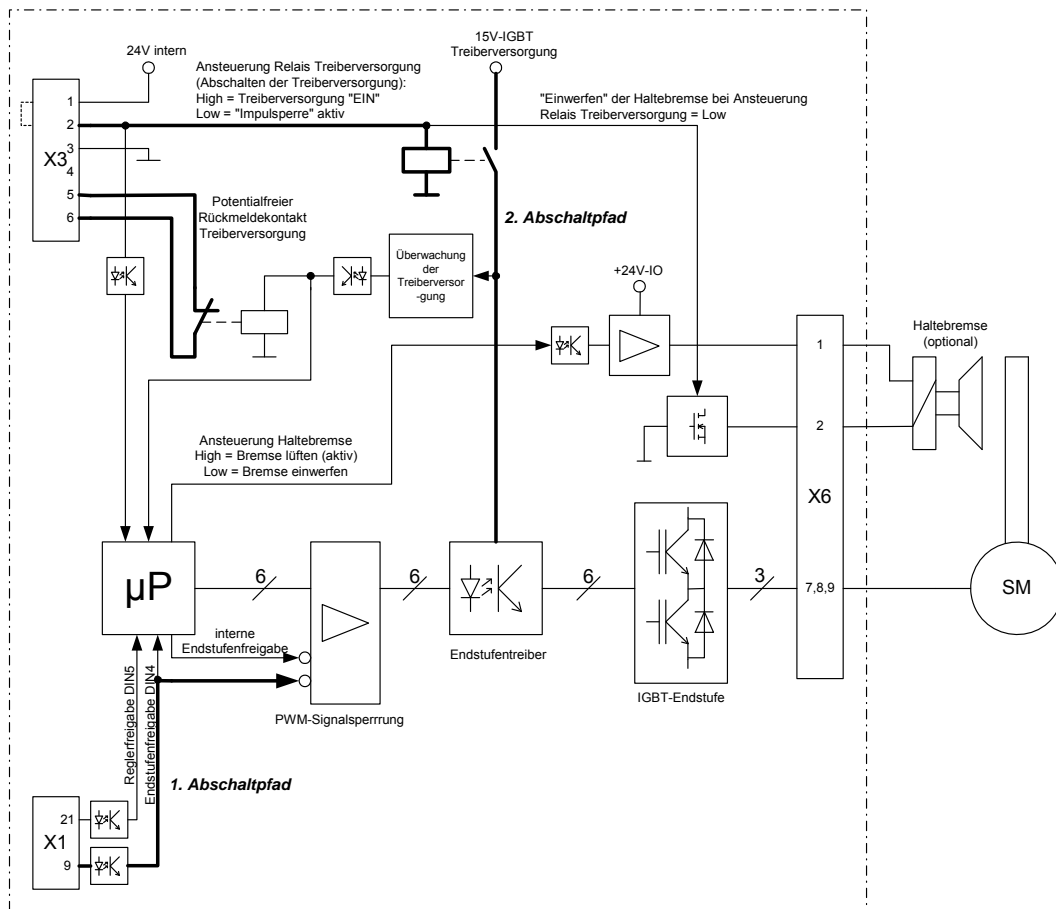 24V intern
Ansteuerung Relais Treiberversorgung
(Abschalten der Treiberversorgung):
High = Treiberversorgung "EIN"
Low = "Impulsperre" aktiv
15V-IGBT
Treiberversorgung
"Einwerfen" der Haltebremse bei Ansteuerung
Relais Treiberversorgung = Low
1
2
3
4
5
6
X3
Potentialfreier
Rückmeldekontakt
Treiberversorgung
2. Abschaltpfad
Überwachung
der
Treiberversor
-gung
+24V-IO
Haltebremse
(optional)
1
2
X6
7,8,9
Ansteuerung Haltebremse
High = Bremse lüften (aktiv)
Low = Bremse einwerfen
µP
6
6
6
3
SM
interne
Endstufenfreigabe
Endstufentreiber
IGBT-Endstufe
PWM-Signalsperrrung
Reglerfreigabe DIN5
Endstufenfreigabe DIN4
1. Abschaltpfad
21
X1
9